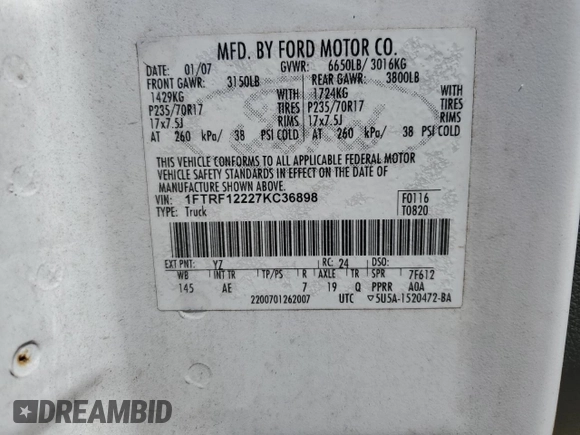 MFD. BY FORD MOTOR CO.
DATE: 01/07 GVWR: 6650LB/ 3016KG
FRONT GAWR: 3150LB REAR GAWR: 3800LB
1429KG WITH 1724KG WITH
P235/70R17 TIRES P235/70R17 TIRES
17x7.5J RIMS 17x7.5J RIMS
AT 260 kPa/ 38 PSI COLD AT 260 kPa/ 38 PSI COLD
THIS VEHICLE CONFORMS TO ALL APPLICABLE FEDERAL MOTOR
VEHICLE SAFETY STANDARDS IN EFFECT ON THE DATE OF
MANUFACTURE SHOWN ABOVE.
VIN: 1FTRF12227KC36898 F0116
TYPE: Truck T0820
EXT PNT: YZ RC: 24 DSO:
WB INT TR TP/PS R AXLE TR SPR 7F612
145 AE 7 19 Q PPRR A0A
2200701262007 UTC ▽5U5A-1520472-BA
DREAMBID